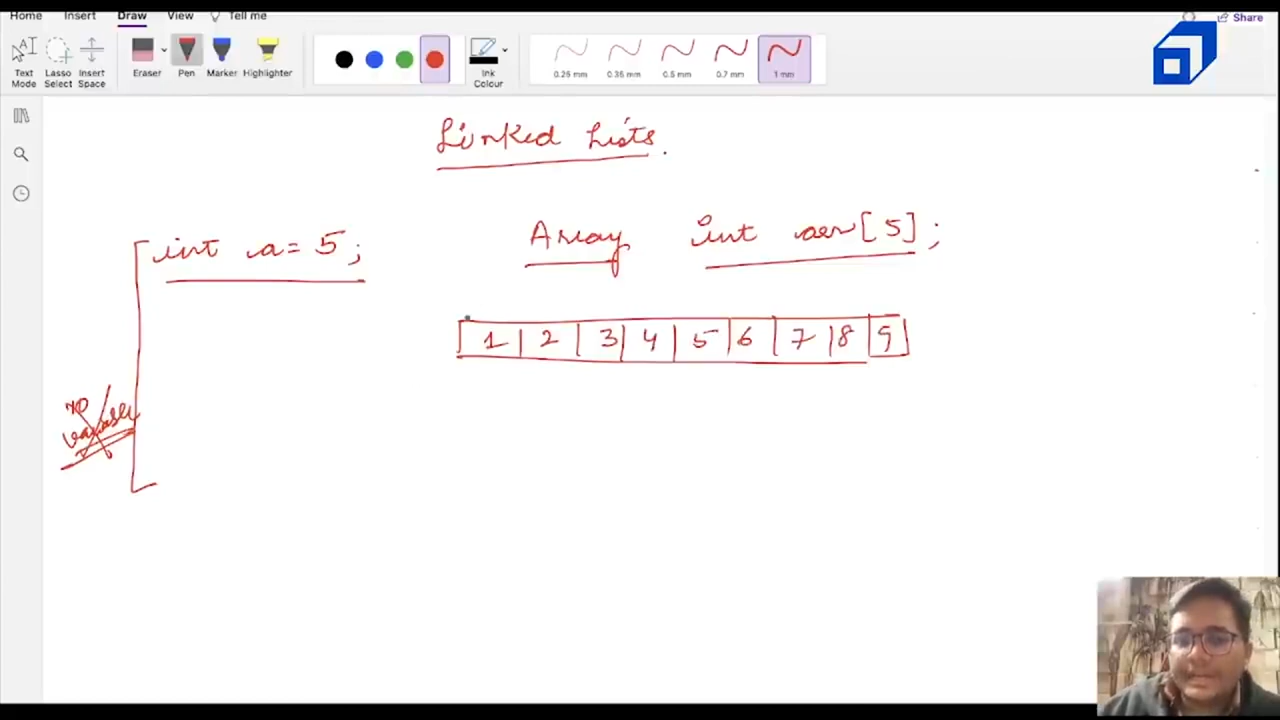 Home Insert Draw View Tell me Share
Text Mode Lasso Select Insert Space Eraser Pen Marker Highlighter Ink Colour 0.25 mm 0.35 mm 0.5 mm 0.7 mm 1 mm
Linked Lists.
int a = 5;
Array int arr[5];
1 2 3 4 5 6 7 8 9
10
variable